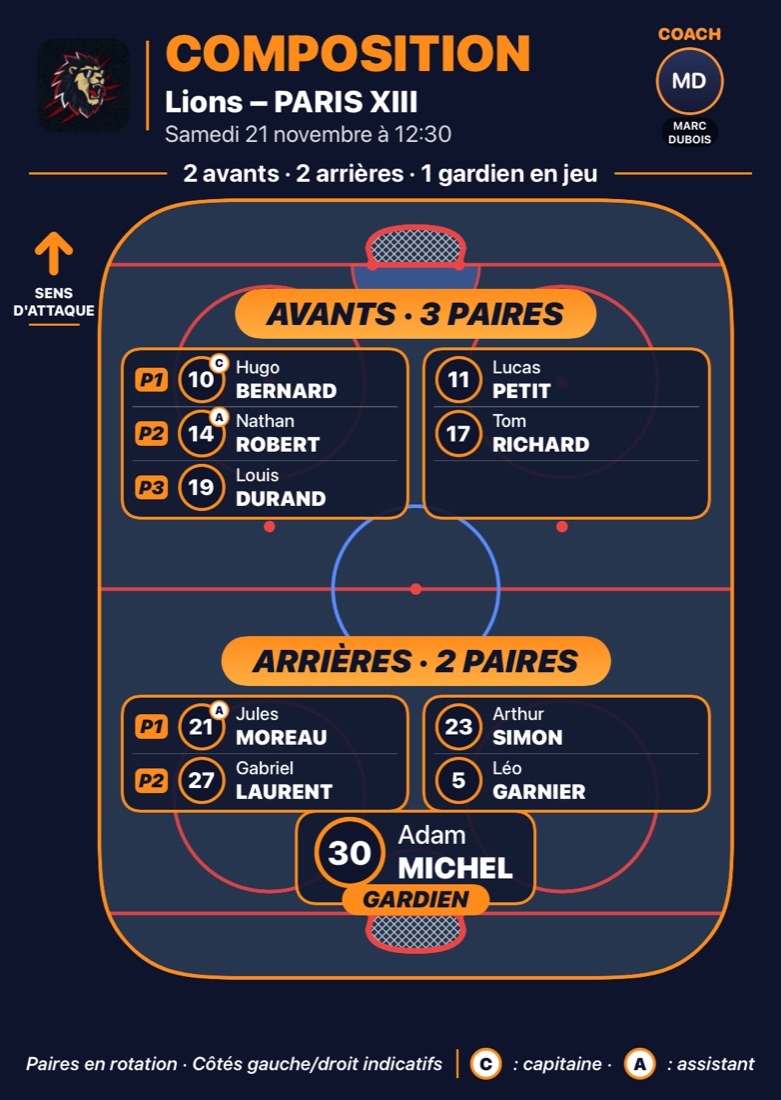 COMPOSITION
Lions – PARIS XIII
Samedi 21 novembre à 12:30
COACH
MD
MARC
DUBOIS
2 avants · 2 arrières · 1 gardien en jeu
SENS
D'ATTAQUE
AVANTS · 3 PAIRES
P1 10 C Hugo
BERNARD
11 Lucas
PETIT
P2 14 A Nathan
ROBERT
17 Tom
RICHARD
P3 19 Louis
DURAND
ARRIÈRES · 2 PAIRES
P1 21 A Jules
MOREAU
23 Arthur
SIMON
P2 27 Gabriel
LAURENT
5 Léo
GARNIER
30 Adam
MICHEL
GARDIEN
Paires en rotation · Côtés gauche/droit indicatifs C : capitaine · A : assistant